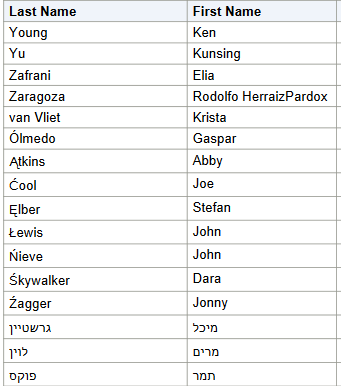 Last Name First Name
Young Ken
Yu Kunsing
Zafrani Elia
Zaragoza Rodolfo HerraizPardox
van Vliet Krista
Ólmedo Gaspar
Ątkins Abby
Ćool Joe
Ęlber Stefan
Łewis John
Ńieve John
Śkywalker Dara
Źagger Jonny
גרשטיין מיכל
לוין מרים
פוקס תמר